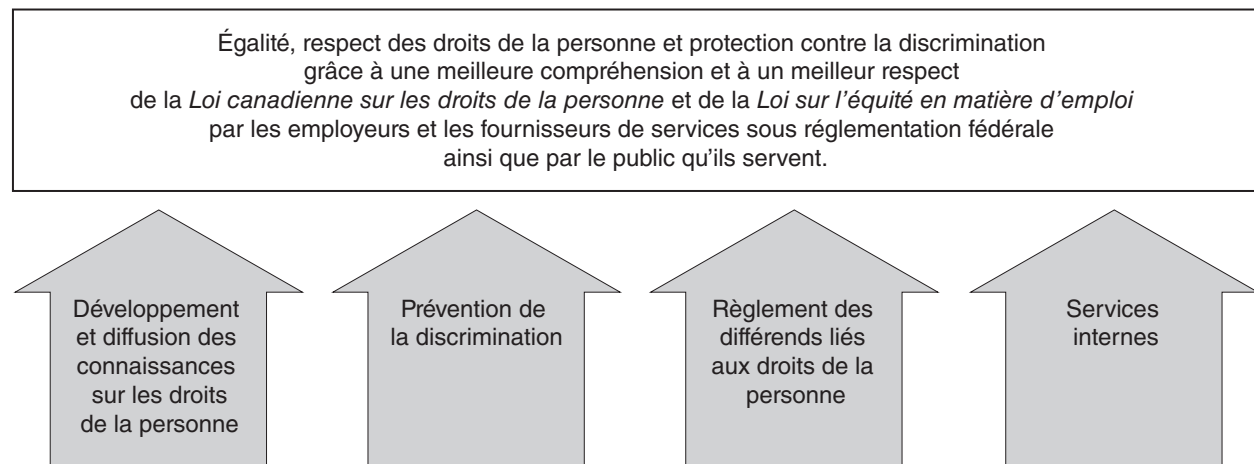 Égalité, respect des droits de la personne et protection contre la discrimination
grâce à une meilleure compréhension et à un meilleur respect
de la Loi canadienne sur les droits de la personne et de la Loi sur l'équité en matière d'emploi
par les employeurs et les fournisseurs de services sous réglementation fédérale
ainsi que par le public qu'ils servent.
Développement
et diffusion des
connaissances
sur les droits
de la personne
Prévention de
la discrimination
Règlement des
différends liés
aux droits de la
personne
Services
internes